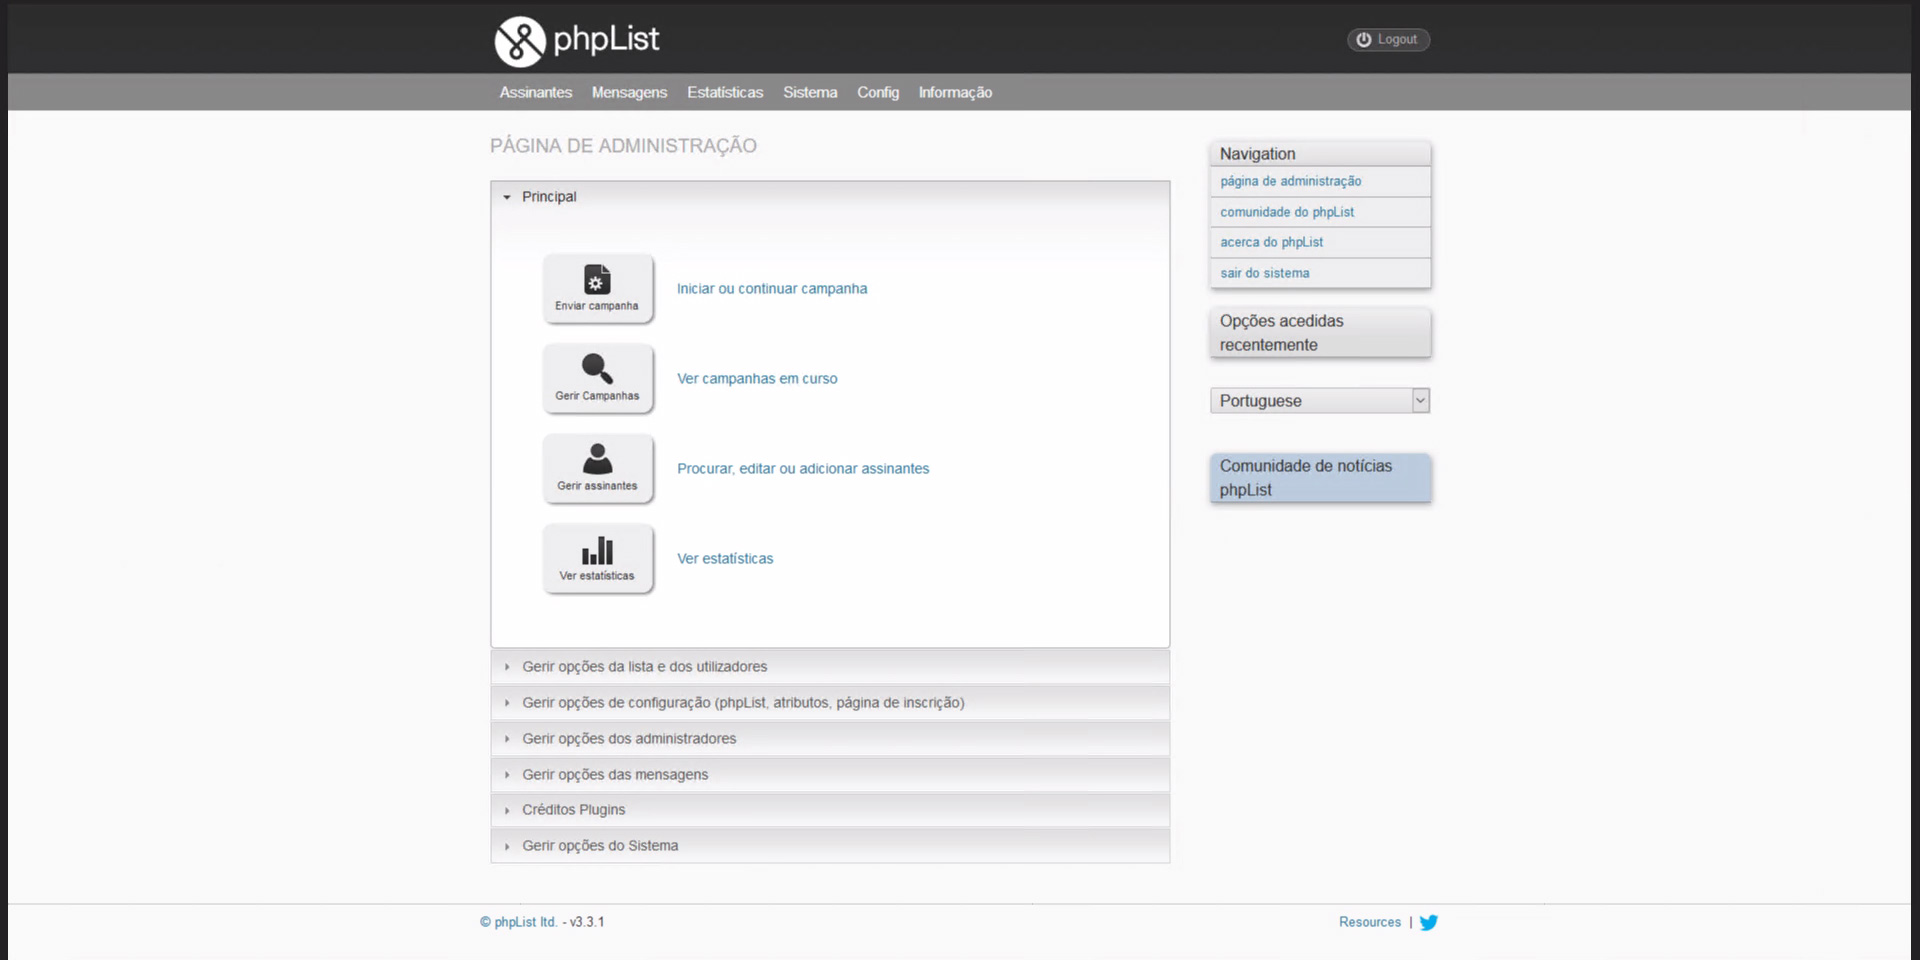 phpList
Logout
Assinantes Mensagens Estatísticas Sistema Config Informação
PÁGINA DE ADMINISTRAÇÃO
Principal
Enviar campanha
Iniciar ou continuar campanha
Gerir Campanhas
Ver campanhas em curso
Gerir assinantes
Procurar, editar ou adicionar assinantes
Ver estatísticas
Ver estatísticas
Gerir opções da lista e dos utilizadores
Gerir opções de configuração (phpList, atributos, página de inscrição)
Gerir opções dos administradores
Gerir opções das mensagens
Créditos Plugins
Gerir opções do Sistema
Navigation
página de administração
comunidade do phpList
acerca do phpList
sair do sistema
Opções acedidas
recentemente
Portuguese
Comunidade de notícias
phpList
© phpList ltd. - v3.3.1
Resources |